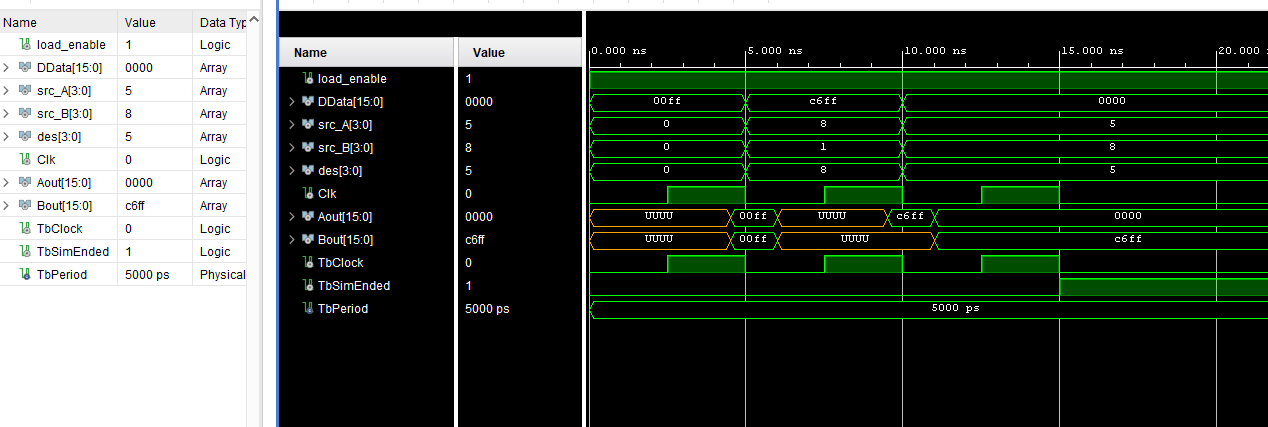 Name Value Data Typ
load_enable 1 Logic
DData[15:0] 0000 Array
src_A[3:0] 5 Array
src_B[3:0] 8 Array
des[3:0] 5 Array
Clk 0 Logic
Aout[15:0] 0000 Array
Bout[15:0] c6ff Array
TbClock 0 Logic
TbSimEnded 1 Logic
TbPeriod 5000 ps Physical
Name Value 0.000 ns 5.000 ns 10.000 ns 15.000 ns 20.000 n
load_enable 1
DData[15:0] 0000 00ff c6ff 0000
src_A[3:0] 5 0 8 5
src_B[3:0] 8 0 1 8
des[3:0] 5 0 8 5
Clk 0
Aout[15:0] 0000 UUUU 00ff UUUU c6ff 0000
Bout[15:0] c6ff UUUU 00ff UUUU c6ff
TbClock 0
TbSimEnded 1
TbPeriod 5000 ps 5000 ps